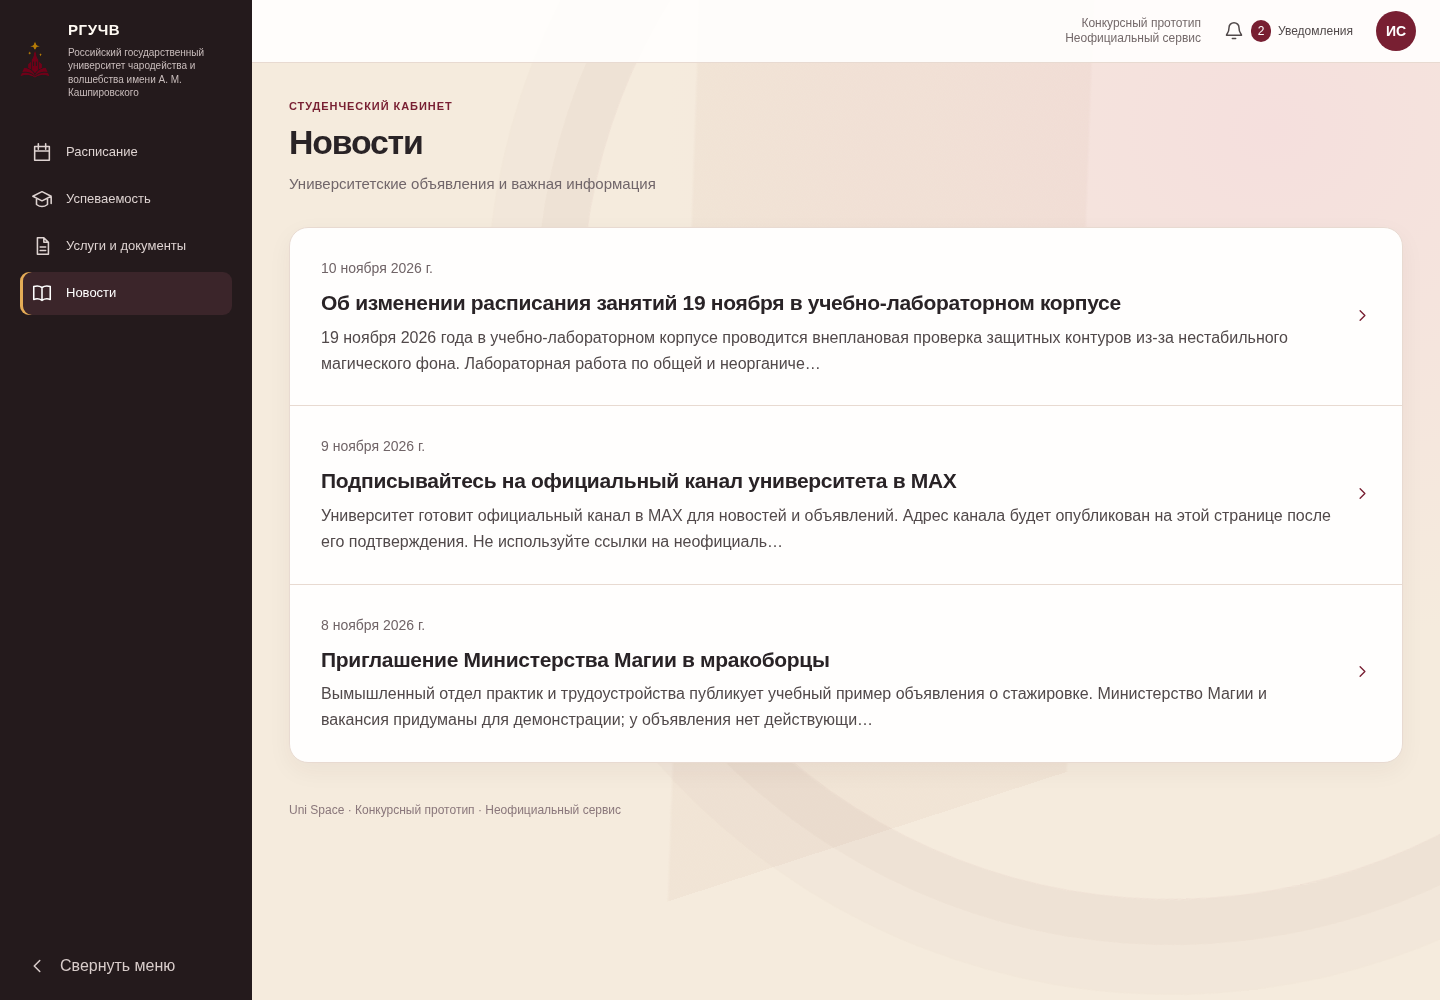 РГУЧВ
Российский государственный
университет чародейства и
волшебства имени А. М.
Кашпировского
Расписание
Успеваемость
Услуги и документы
Новости
Свернуть меню
Конкурсный прототип
Неофициальный сервис
2
Уведомления
ИС
СТУДЕНЧЕСКИЙ КАБИНЕТ
Новости
Университетские объявления и важная информация
10 ноября 2026 г.
Об изменении расписания занятий 19 ноября в учебно-лабораторном корпусе
19 ноября 2026 года в учебно-лабораторном корпусе проводится внеплановая проверка защитных контуров из-за нестабильного
магического фона. Лабораторная работа по общей и неорганиче…
9 ноября 2026 г.
Подписывайтесь на официальный канал университета в MAX
Университет готовит официальный канал в MAX для новостей и объявлений. Адрес канала будет опубликован на этой странице после
его подтверждения. Не используйте ссылки на неофициаль…
8 ноября 2026 г.
Приглашение Министерства Магии в мракоборцы
Вымышленный отдел практик и трудоустройства публикует учебный пример объявления о стажировке. Министерство Магии и
вакансия придуманы для демонстрации; у объявления нет действующи…
Uni Space · Конкурсный прототип · Неофициальный сервис